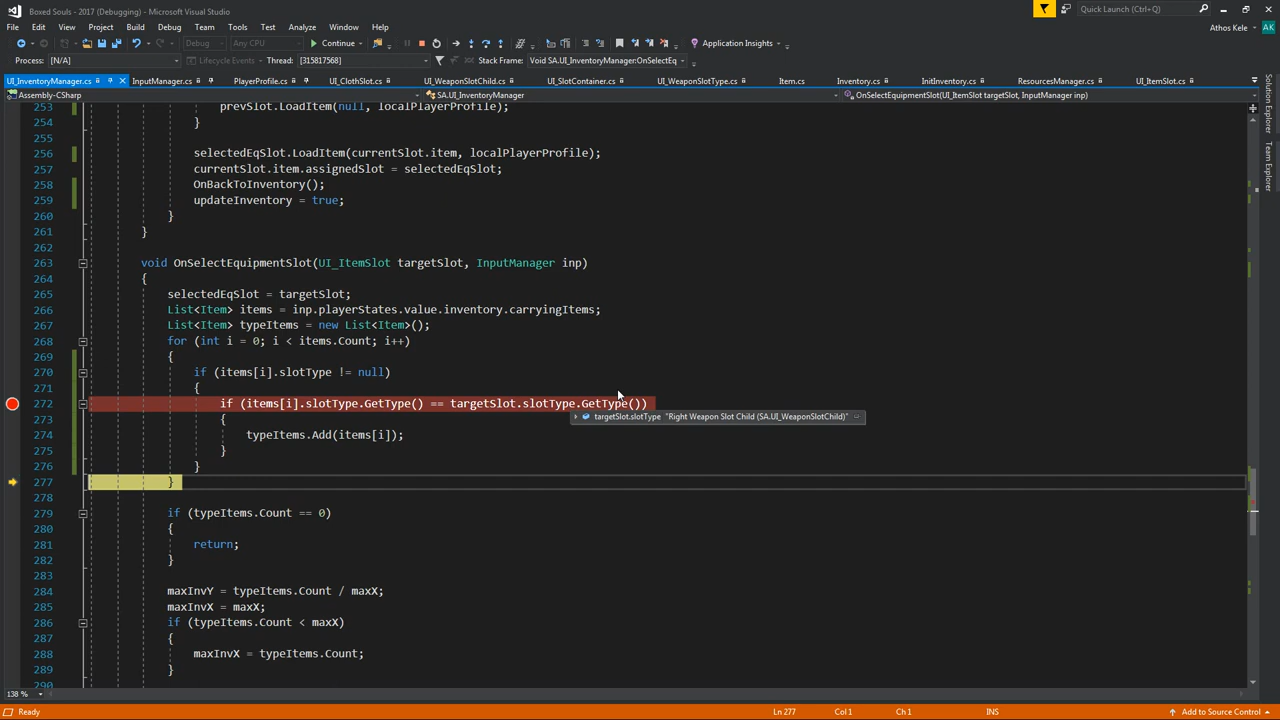 Boxed Souls - 2017 (Debugging) - Microsoft Visual Studio
Quick Launch (Ctrl+Q)
File Edit View Project Build Debug Team Tools Test Analyze Window Help
Athos Kele AK
Debug Any CPU Continue Application Insights
Process: [N/A] Lifecycle Events Thread: [315817568] Stack Frame: Void SA.UI_InventoryManager:OnSelectEq
UI_InventoryManager.cs InputManager.cs PlayerProfile.cs UI_ClothSlot.cs UI_WeaponSlotChild.cs UI_SlotContainer.cs UI_WeaponSlotType.cs Item.cs Inventory.cs InitInventory.cs ResourcesManager.cs UI_ItemSlot.cs
Assembly-CSharp SA.UI_InventoryManager OnSelectEquipmentSlot(UI_ItemSlot targetSlot, InputManager inp)
Solution Explorer
Team Explorer
253 prevSlot.LoadItem(null, localPlayerProfile);
254 }
255
256 selectedEqSlot.LoadItem(currentSlot.item, localPlayerProfile);
257 currentSlot.item.assignedSlot = selectedEqSlot;
258 OnBackToInventory();
259 updateInventory = true;
260 }
261 }
262
263 void OnSelectEquipmentSlot(UI_ItemSlot targetSlot, InputManager inp)
264 {
265 selectedEqSlot = targetSlot;
266 List<Item> items = inp.playerStates.value.inventory.carryingItems;
267 List<Item> typeItems = new List<Item>();
268 for (int i = 0; i < items.Count; i++)
269 {
270 if (items[i].slotType != null)
271 {
272 if (items[i].slotType.GetType() == targetSlot.slotType.GetType())
273 {
targetSlot.slotType "Right Weapon Slot Child (SA.UI_WeaponSlotChild)"
274 typeItems.Add(items[i]);
275 }
276 }
277 }
278
279 if (typeItems.Count == 0)
280 {
281 return;
282 }
283
284 maxInvY = typeItems.Count / maxX;
285 maxInvX = maxX;
286 if (typeItems.Count < maxX)
287 {
288 maxInvX = typeItems.Count;
289 }
290
138 %
Ready Ln 277 Col 1 Ch 1 INS Add to Source Control